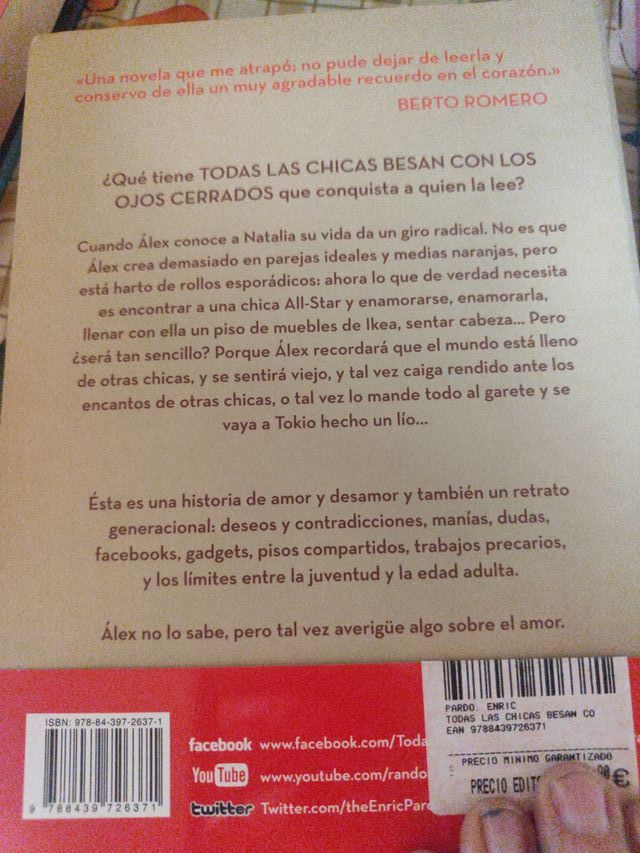 «Una novela que me atrapó; no pude dejar de leerla y
conservo de ella un muy agradable recuerdo en el corazón.»
BERTO ROMERO
¿Qué tiene TODAS LAS CHICAS BESAN CON LOS
OJOS CERRADOS que conquista a quien la lee?
Cuando Álex conoce a Natalia su vida da un giro radical. No es que
Álex crea demasiado en parejas ideales y medias naranjas, pero
está harto de rollos esporádicos: ahora lo que de verdad necesita
es encontrar a una chica All-Star y enamorarse, enamorarla,
llenar con ella un piso de muebles de Ikea, sentar cabeza... Pero
¿será tan sencillo? Porque Álex recordará que el mundo está lleno
de otras chicas, y se sentirá viejo, y tal vez caiga rendido ante los
encantos de otras chicas, o tal vez lo mande todo al garete y se
vaya a Tokio hecho un lío...
Ésta es una historia de amor y desamor y también un retrato
generacional: deseos y contradicciones, manías, dudas,
facebooks, gadgets, pisos compartidos, trabajos precarios,
y los límites entre la juventud y la edad adulta.
Álex no lo sabe, pero tal vez averigüe algo sobre el amor.
ISBN: 978-84-397-2637-1
9 788439 726371
facebook www.facebook.com/Toda
YouTube www.youtube.com/rando
twitter Twitter.com/theEnricPar
PARDO. ENRIC
TODAS LAS CHICAS BESAN CO
EAN 9788439726371
PRECIO MINIMO GARANTIZADO
PRECIO EDIT €